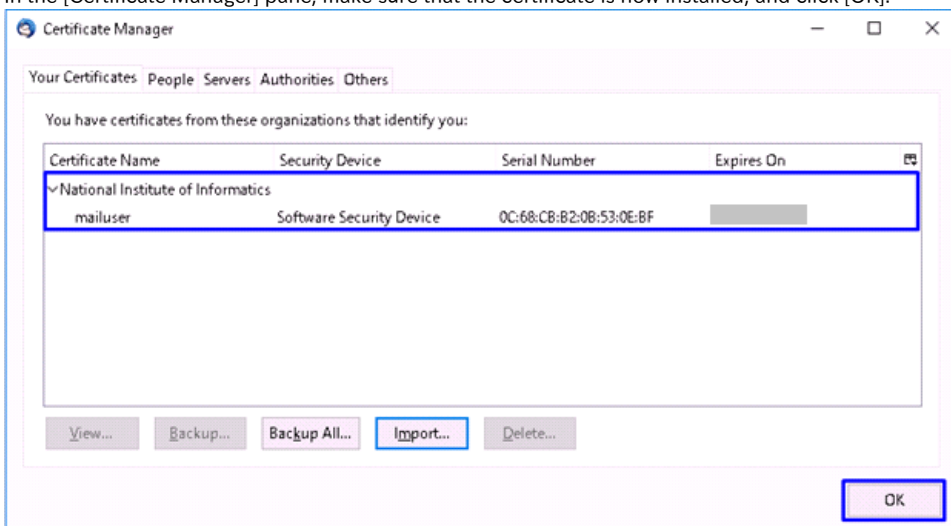 In the [Certificate Manager] pane, make sure that the certificate is now installed, and click [OK].
Certificate Manager
Your Certificates People Servers Authorities Others
You have certificates from these organizations that identify you:
Certificate Name Security Device Serial Number Expires On
National Institute of Informatics
mailuser Software Security Device 0C:68:CB:B2:0B:53:0E:BF
View... Backup... Backup All... Import... Delete...
OK